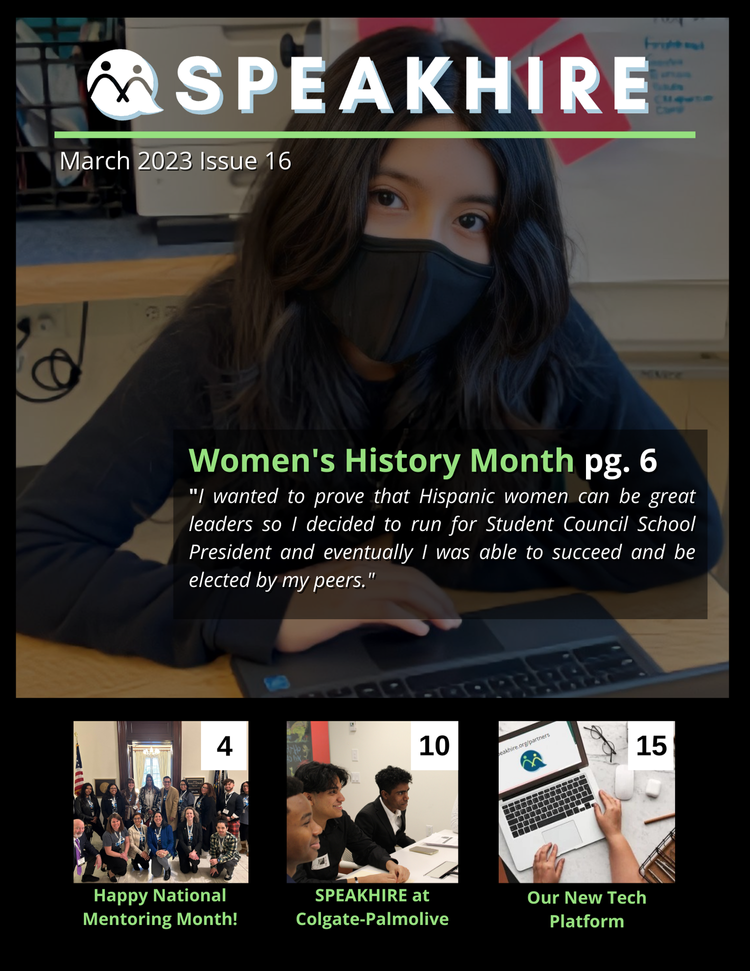 SPEAKHIRE
March 2023 Issue 16
Women's History Month pg. 6
"I wanted to prove that Hispanic women can be great
leaders so I decided to run for Student Council School
President and eventually I was able to succeed and be
elected by my peers."
4
10
15
eakhire.org/partners
Happy National
Mentoring Month!
SPEAKHIRE at
Colgate-Palmolive
Our New Tech
Platform